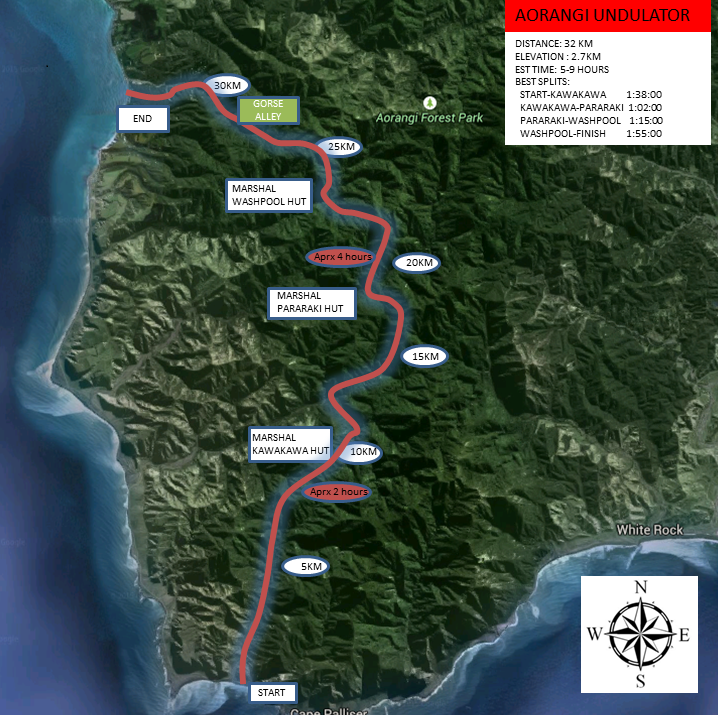 AORANGI UNDULATOR
DISTANCE: 32 KM
ELEVATION : 2.7KM
EST TIME: 5-9 HOURS
BEST SPLITS:
START-KAWAKAWA 1:38:00
KAWAKAWA-PARARAKI 1:02:00
PARARAKI-WASHPOOL 1:15:00
WASHPOOL-FINISH 1:55:00
30KM
GORSE
ALLEY
END
Aorangi Forest Park
25KM
MARSHAL
WASHPOOL HUT
Aprx 4 hours
20KM
MARSHAL
PARARAKI HUT
15KM
MARSHAL
KAWAKAWA HUT
10KM
Aprx 2 hours
White Rock
5KM
N
W
E
S
START
Cape Palliser